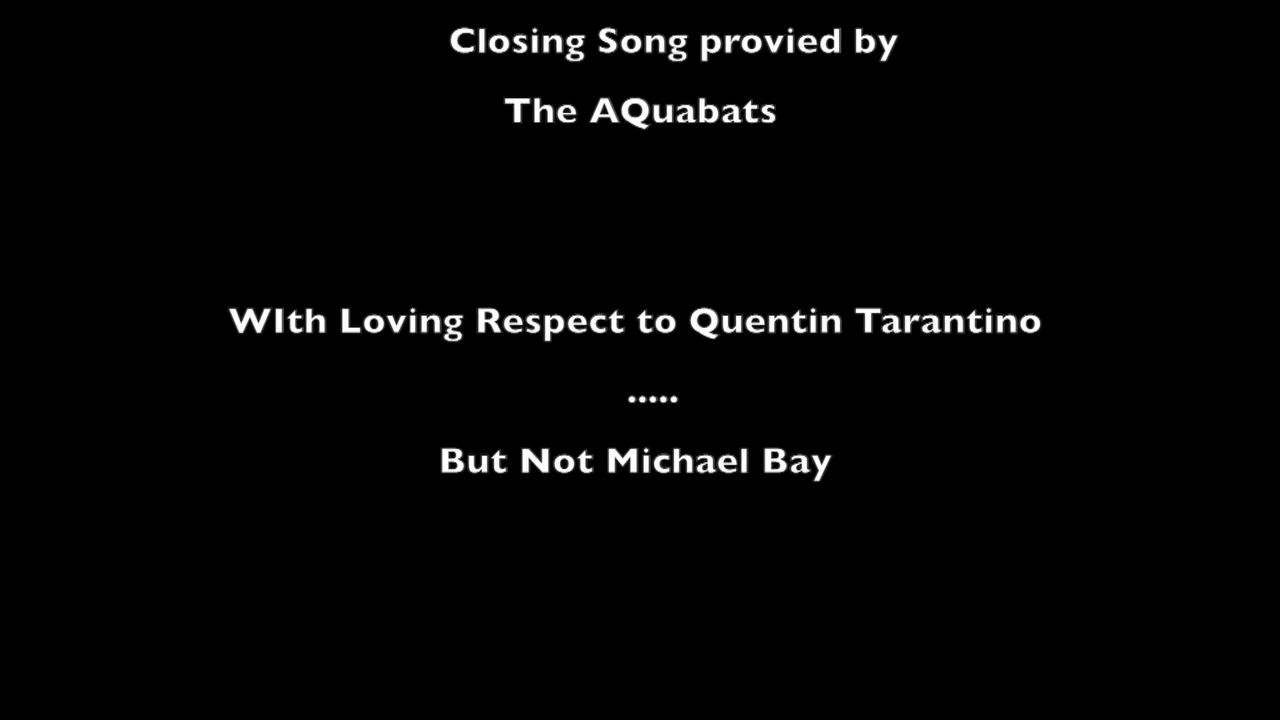 Closing Song provied by
The AQuabats
WIth Loving Respect to Quentin Tarantino
.....
But Not Michael Bay